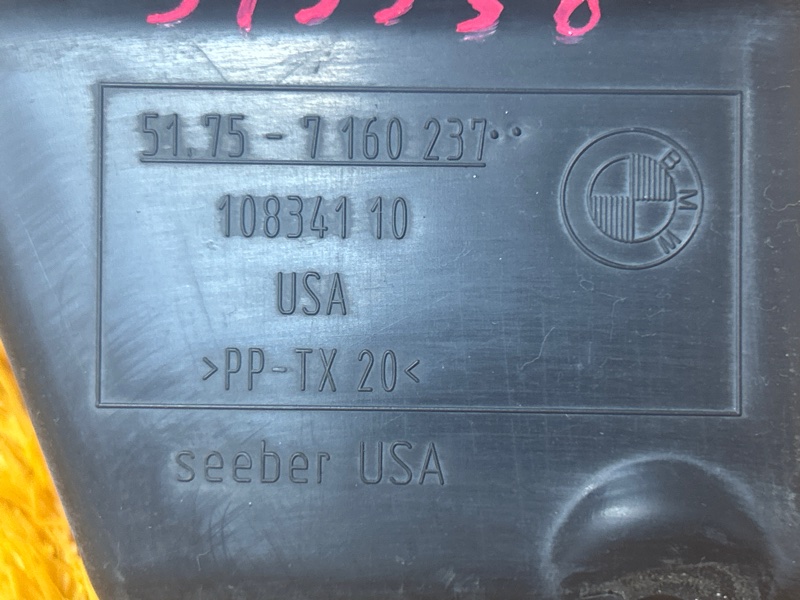 51.75 - 7 160 237··
BMW
108341 10
USA
>PP-TX 20<
seeber USA